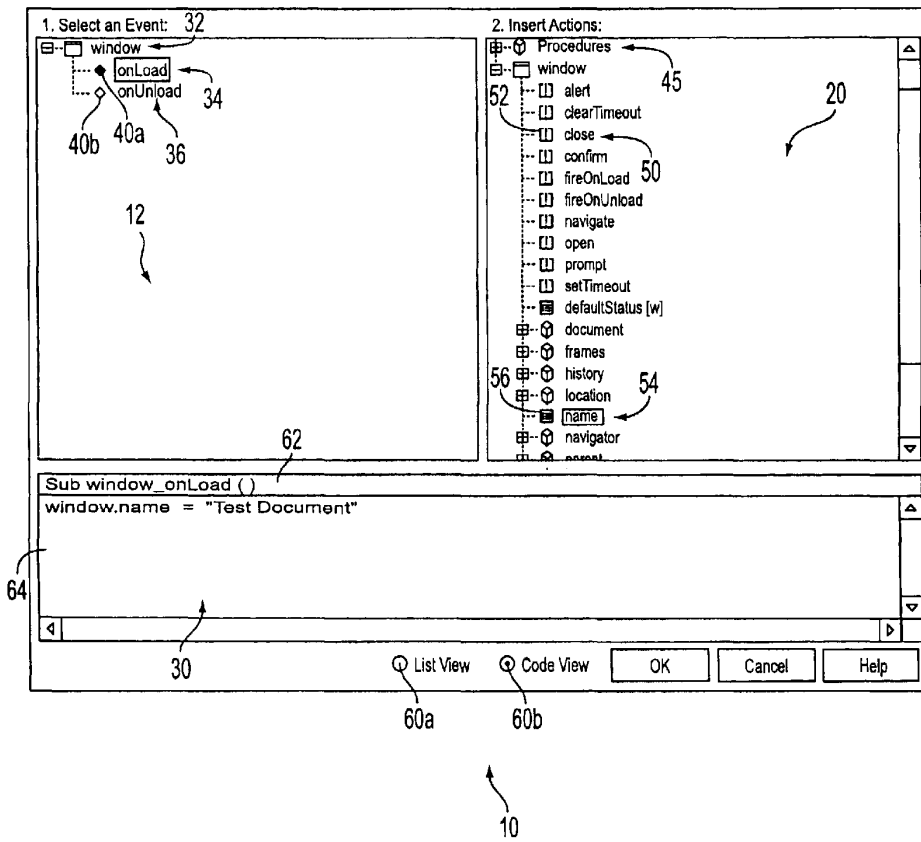 1. Select an Event: 32
window
onLoad
34
onUnload
40b
40a
36
12
2. Insert Actions:
Procedures
45
window
52
alert
clearTimeout
20
close
50
confirm
fireOnLoad
fireOnUnload
navigate
open
prompt
setTimeout
defaultStatus [w]
document
frames
history
56
location
name
54
navigator
parent
62
Sub window_onLoad ( )
window.name = "Test Document"
64
30
List View
Code View
OK
Cancel
Help
60a
60b
10